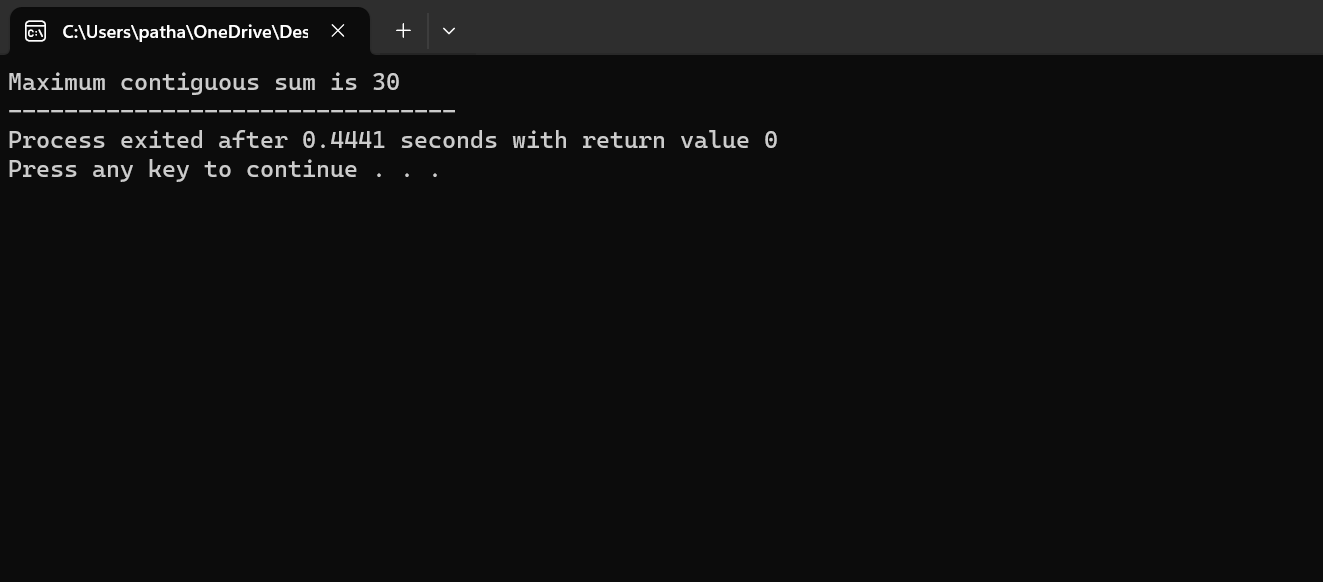 C:\Users\patha\OneDrive\Des
Maximum contiguous sum is 30
--------------------------------
Process exited after 0.4441 seconds with return value 0
Press any key to continue . . .